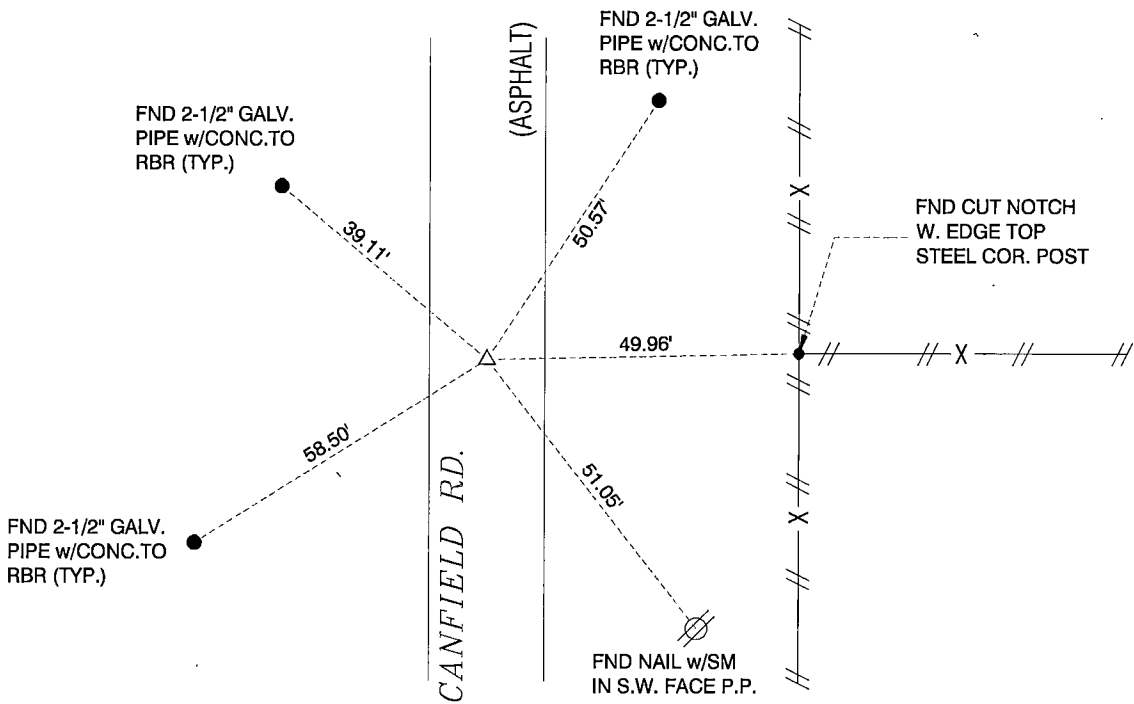 FND 2-1/2" GALV.
PIPE w/CONC.TO
RBR (TYP.)
(ASPHALT)
FND 2-1/2" GALV.
PIPE w/CONC.TO
RBR (TYP.)
39.11'
50.57'
FND CUT NOTCH
W. EDGE TOP
STEEL COR. POST
X
49.96'
X
58.50'
51.05'
CANFIELD RD.
X
FND 2-1/2" GALV.
PIPE w/CONC.TO
RBR (TYP.)
FND NAIL w/SM
IN S.W. FACE P.P.